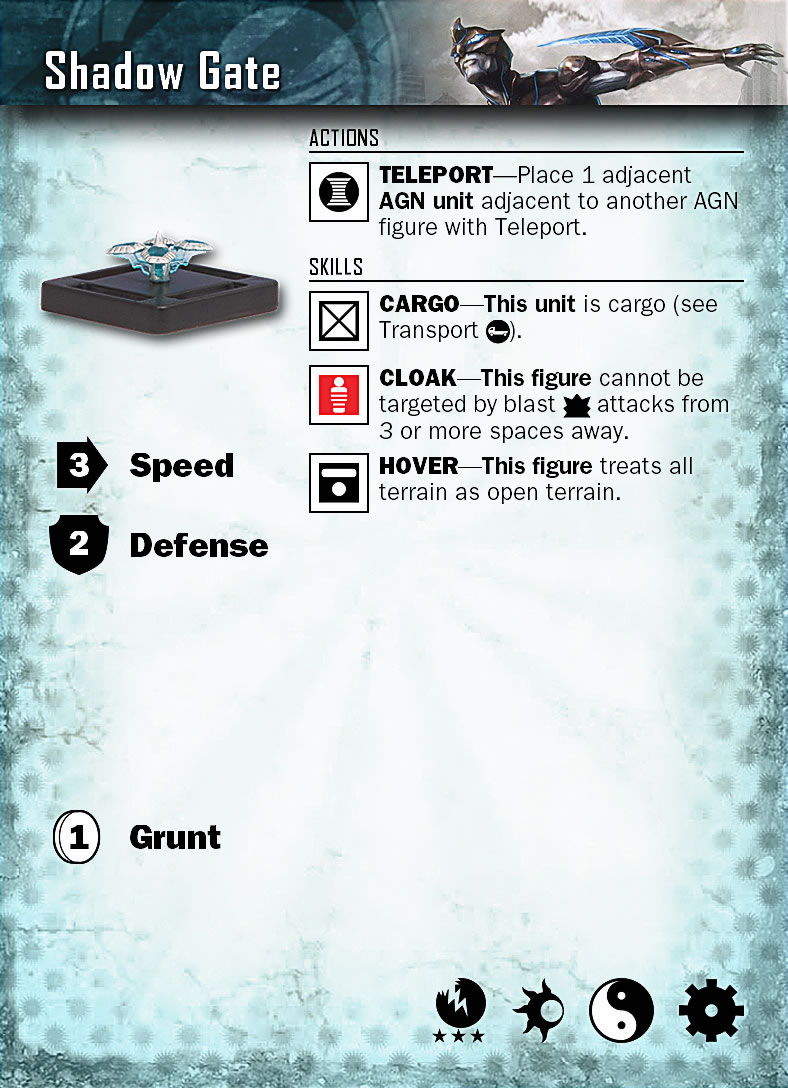 Shadow Gate
ACTIONS
TELEPORT—Place 1 adjacent
AGN unit adjacent to another AGN
figure with Teleport.
SKILLS
CARGO—This unit is cargo (see
Transport ).
CLOAK—This figure cannot be
targeted by blast attacks from
3 or more spaces away.
HOVER—This figure treats all
terrain as open terrain.
3 Speed
2 Defense
1 Grunt